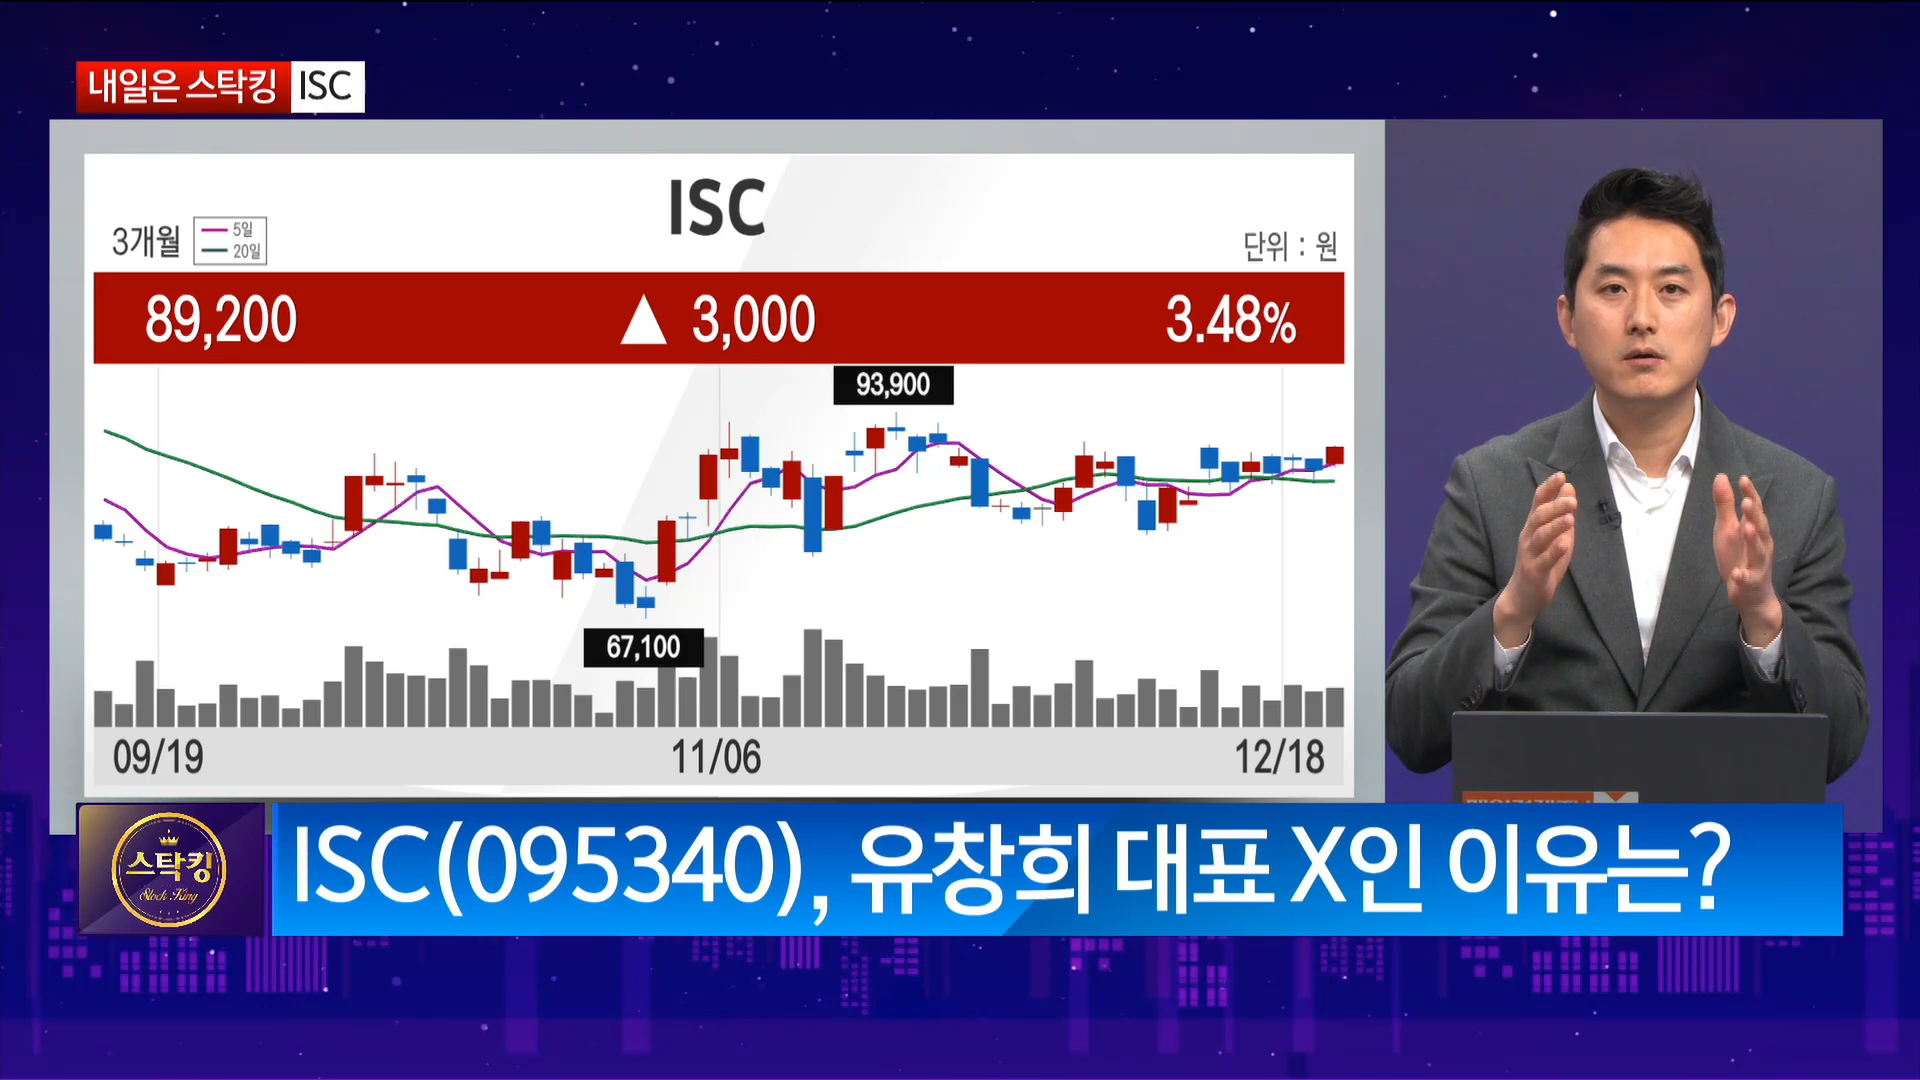 내일은 스탁킹 ISC
ISC
3개월
5일
20일
단위 : 원
89,200 ▲ 3,000 3.48%
93,900
67,100
09/19 11/06 12/18
스탁킹
Stock King
ISC(095340), 유창희 대표 X인 이유는?